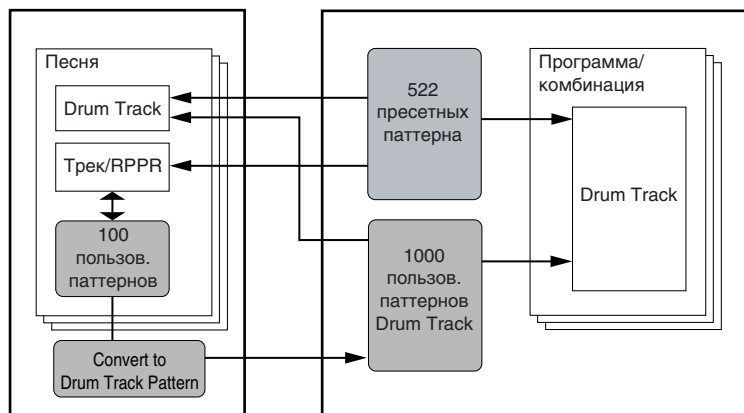 Песня
Drum Track
Трек/RPPR
100
пользов.
паттернов
Convert to
Drum Track Pattern
522
пресетных
паттерна
1000
пользов.
паттернов
Drum Track
Программа/
комбинация
Drum Track